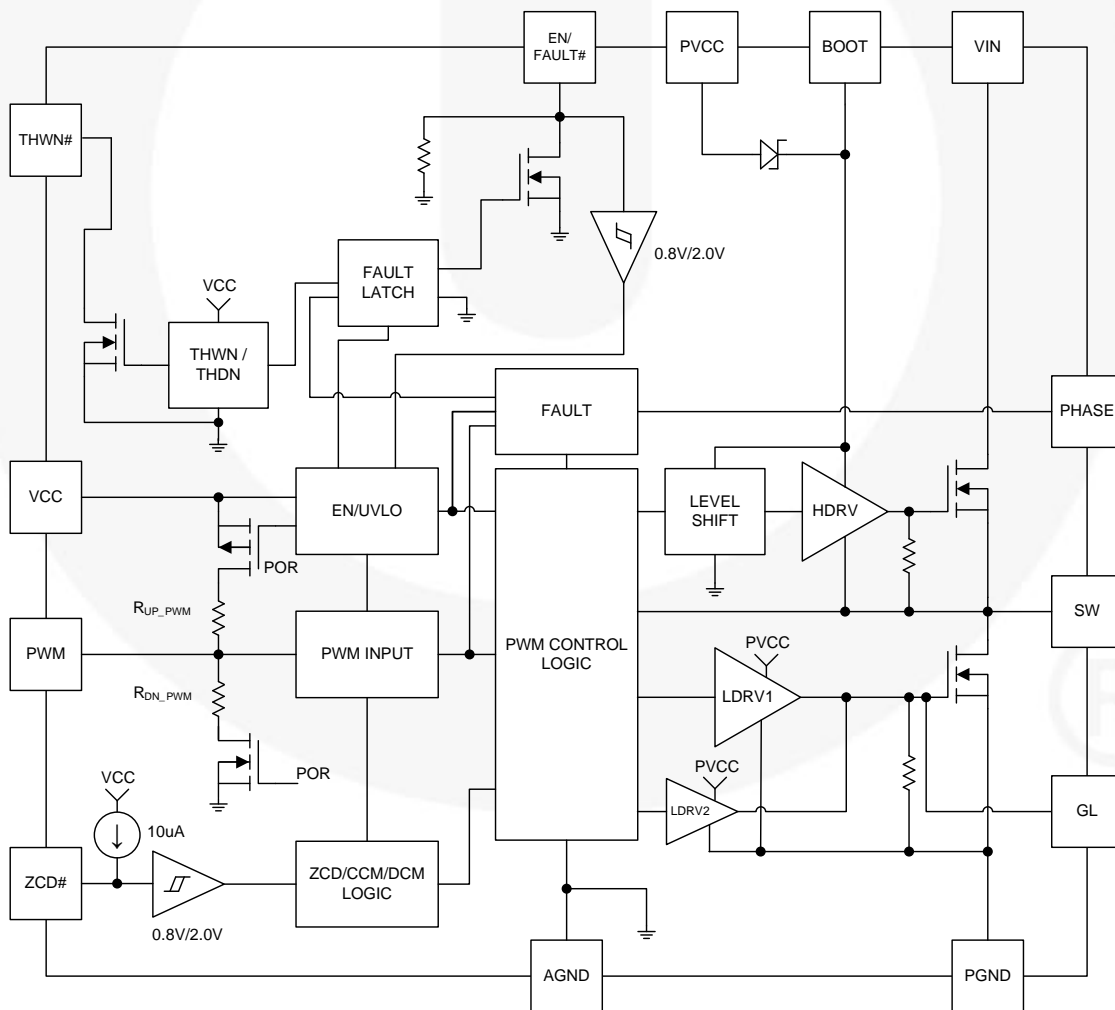 EN/
FAULT#
PVCC
BOOT
VIN
THWN#
0.8V/2.0V
FAULT
LATCH
VCC
THWN /
THDN
FAULT
PHASE
VCC
EN/UVLO
LEVEL
SHIFT
HDRV
POR
RUP_PWM
SW
PWM
PWM INPUT
PWM CONTROL
LOGIC
PVCC
LDRV1
RDN_PWM
POR
PVCC
VCC
LDRV2
10uA
GL
ZCD#
ZCD/CCM/DCM
LOGIC
0.8V/2.0V
AGND
PGND
R